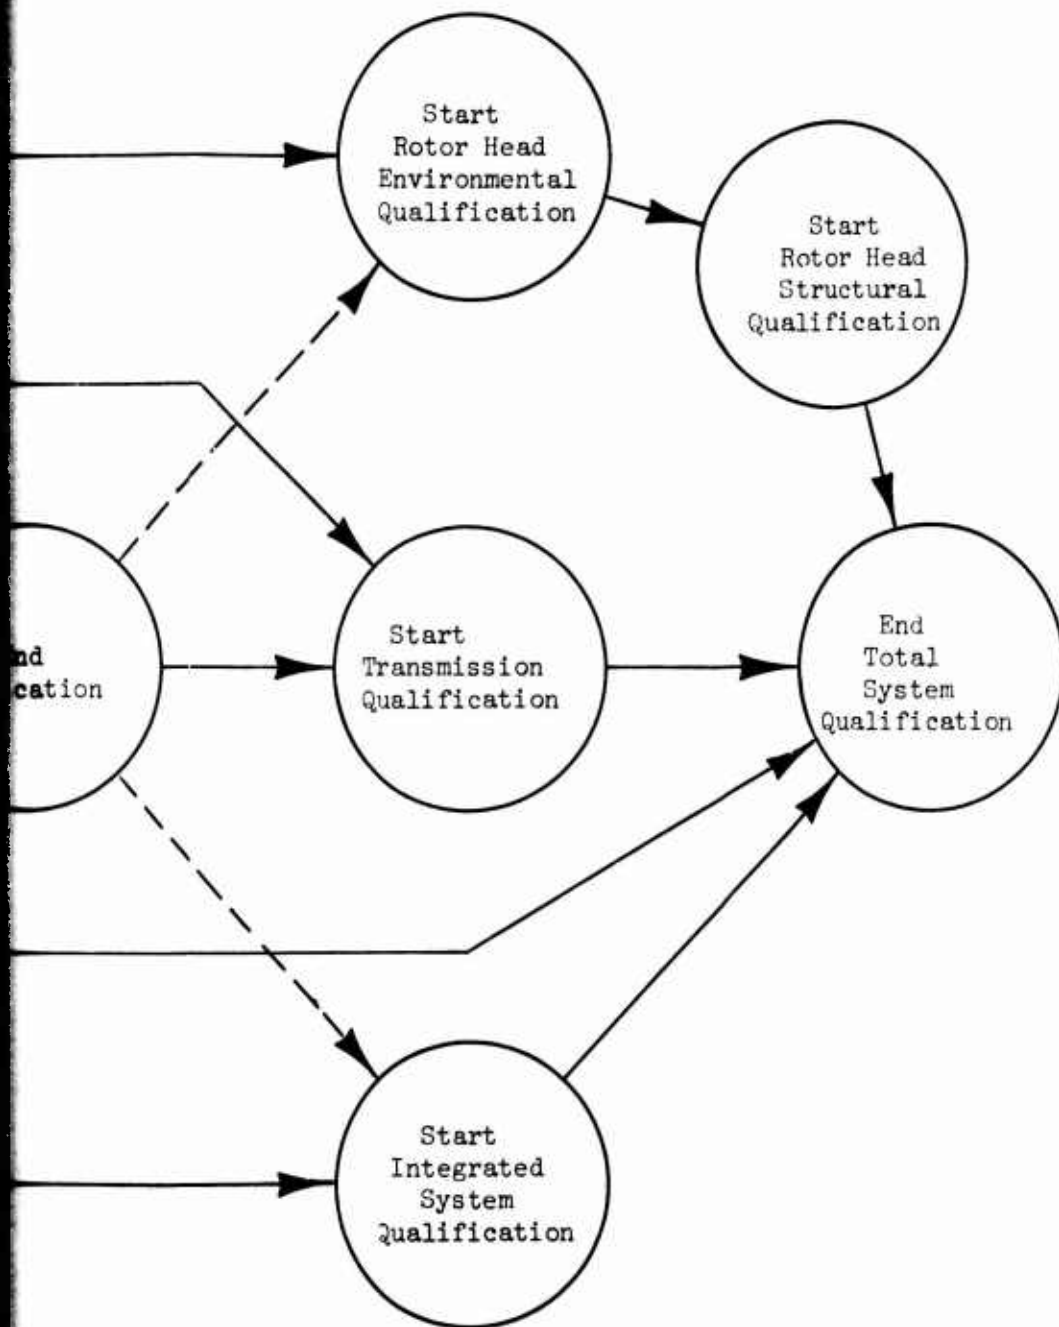 Start
Rotor Head
Environmental
Qualification
Start
Rotor Head
Structural
Qualification
Start
Transmission
Qualification
End
Total
System
Qualification
Start
Integrated
System
Qualification